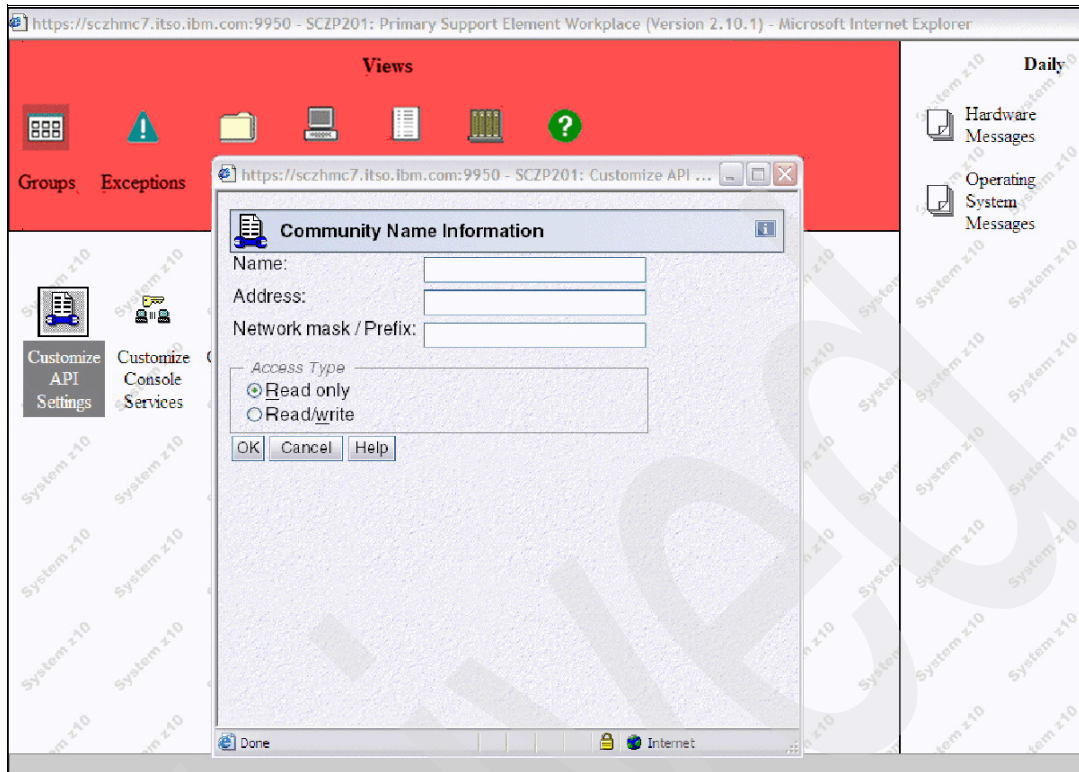 https://sczhmc7.itso.ibm.com:9950 - SCZP201: Primary Support Element Workplace (Version 2.10.1) - Microsoft Internet Explorer
Views
Daily
Groups
Exceptions
Hardware
Messages
Operating
System
Messages
https://sczhmc7.itso.ibm.com:9950 - SCZP201: Customize API ...
Community Name Information
Name:
Address:
Network mask / Prefix:
Access Type
Read only
Read/write
OK Cancel Help
Customize
API
Settings
Customize
Console
Services
Done
Internet
System z10